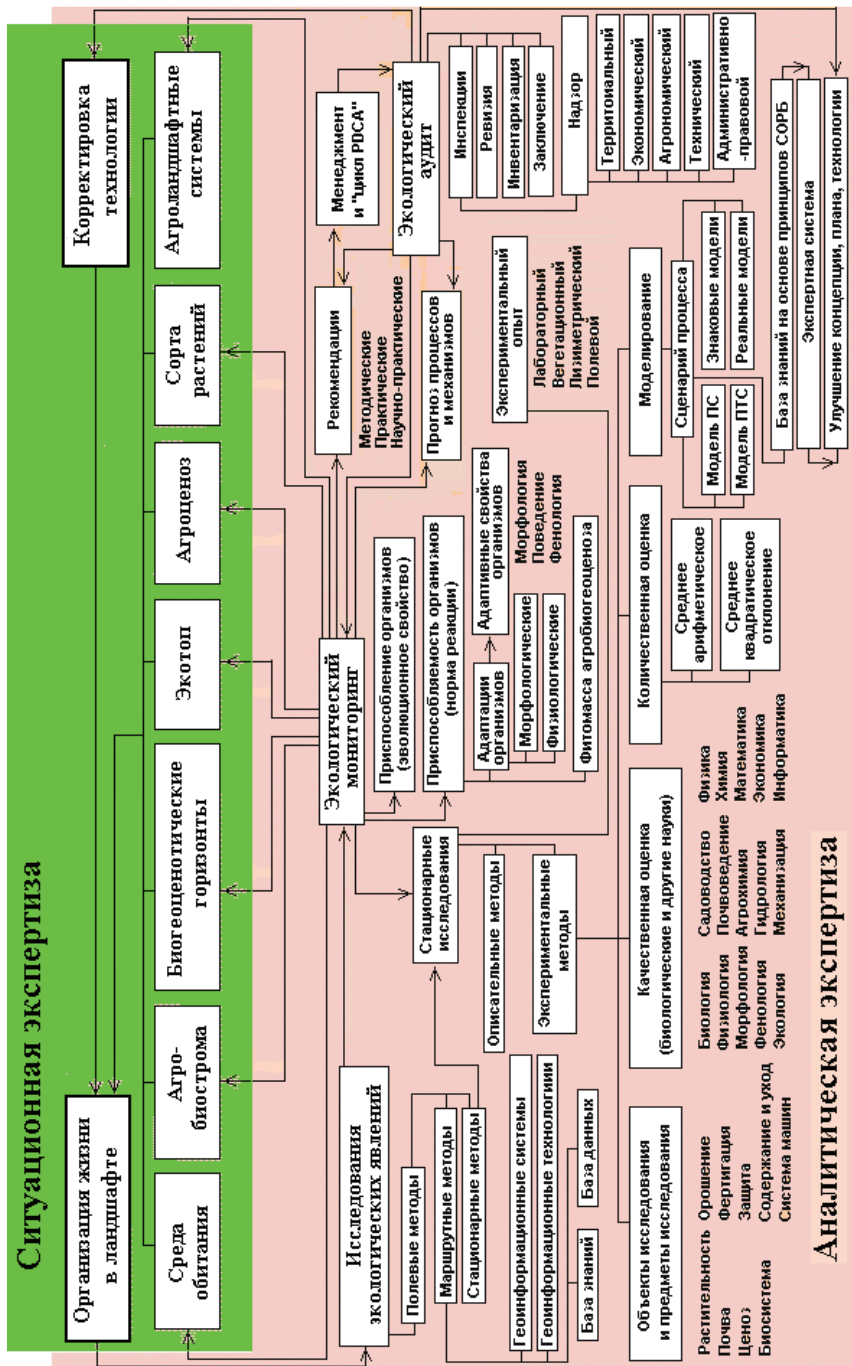 Ситуационная экспертиза
Организация жизни
в ландшафте
Корректировка
технологии
Среда
обитания
Агро-
биострома
Биогеоценотические
горизонты
Экотоп
Агроценоз
Сорта
растений
Агроландшафтные
системы
Исследования
экологических явлений
Полевые методы
Маршрутные методы
Стационарные методы
Геоинформационные системы
Геоинформационные технологиии
База знаний
База данных
Экологический
мониторинг
Приспособление организмов
(эволюционное свойство)
Приспособляемость организмов
(норма реакции)
Адаптации
организмов
Морфологические
Физиологические
Адаптивные свойства
организмов
Морфология
Поведение
Фенология
Фитомасса агробиогеоценоза
Стационарные
исследования
Описательные методы
Экспериментальные
методы
Рекомендации
Методические
Практические
Научно-практические
Менеджмент
и "цикл PDCA"
Прогноз процессов
и механизмов
Экологический
аудит
Инспекции
Ревизия
Инвентаризация
Заключение
Надзор
Территоиальный
Экономический
Агрономический
Технический
Административно
-правовой
Экспериментальный
опыт
Лабораторный
Вегетационный
Лизиметрический
Полевой
Объекты исследования
и предметы исследования
Растительность
Почва
Ценоз
Биосистема
Орошение
Фертигация
Защита
Содержание и уход
Система машин
Качественная оценка
(биологические и другие науки)
Биология
Физиология
Морфология
Фенология
Экология
Садоводство
Почвоведение
Агрохимия
Гидрология
Механизация
Физика
Химия
Математика
Экономика
Информатика
Количественная оценка
Среднее
арифметическое
Среднее
квадратическое
отклонение
Моделирование
Сценарий процесса
Модель ПС
Модель ПТС
Знаковые модели
Реальные модели
База знаний на основе принципов СОРБ
Экспертная система
Улучшение концепции, плана, технологии
Аналитическая экспертиза